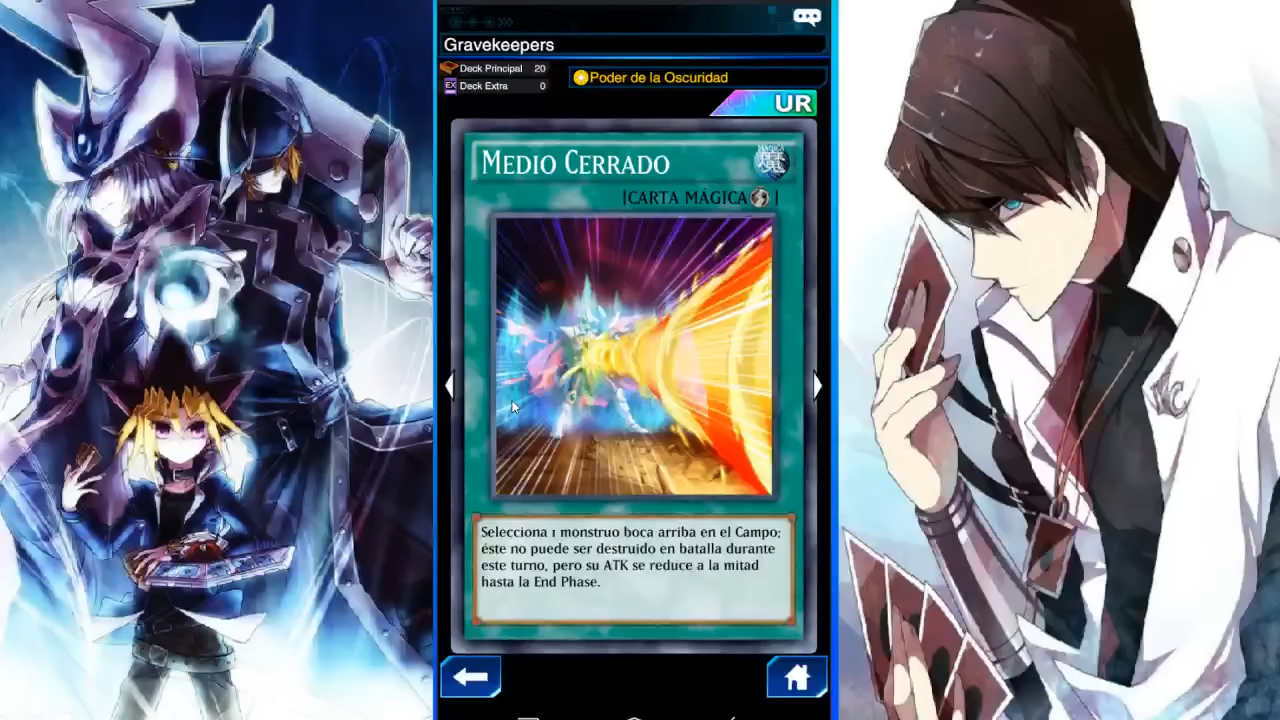 Gravekeepers
Deck Principal 20
Poder de la Oscuridad
EX Deck Extra 0
UR
MEDIO CERRADO
MÁGICA
[CARTA MÁGICA]
Selecciona 1 monstruo boca arriba en el Campo;
éste no puede ser destruido en batalla durante
este turno, pero su ATK se reduce a la mitad
hasta la End Phase.